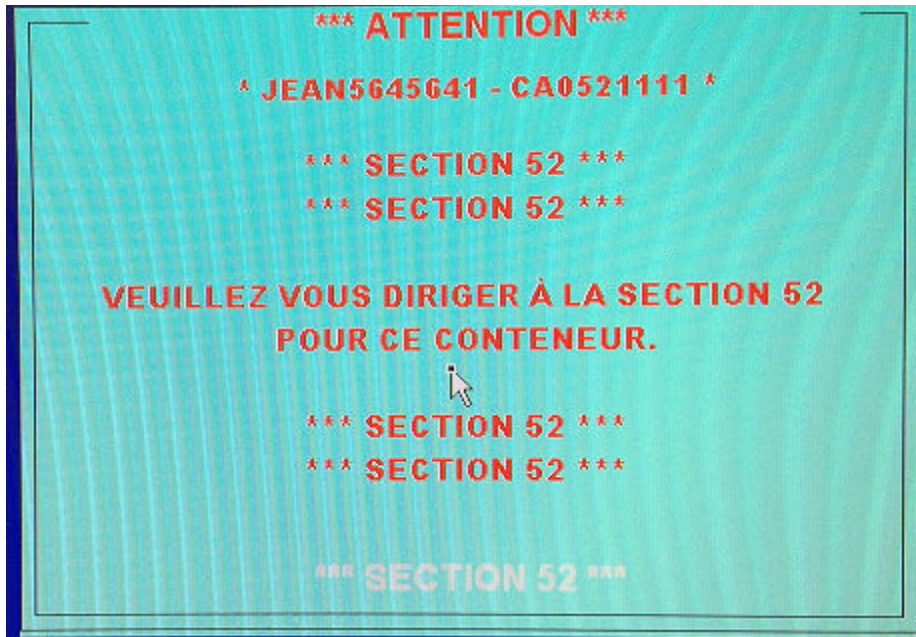 *** ATTENTION ***
* JEAN5645641 - CA0521111 *
*** SECTION 52 ***
*** SECTION 52 ***
VEUILLEZ VOUS DIRIGER À LA SECTION 52
POUR CE CONTENEUR.
*** SECTION 52 ***
*** SECTION 52 ***
*** SECTION 52 ***